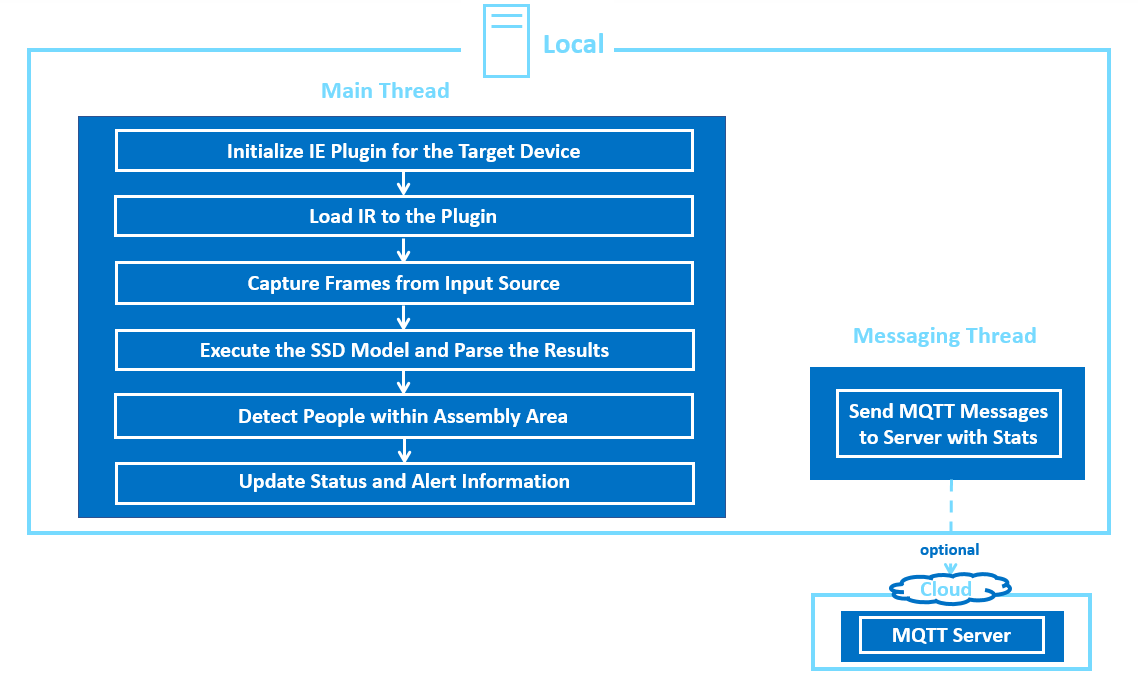 Local
Main Thread
Initialize IE Plugin for the Target Device
Load IR to the Plugin
Capture Frames from Input Source
Execute the SSD Model and Parse the Results
Detect People within Assembly Area
Update Status and Alert Information
Messaging Thread
Send MQTT Messages
to Server with Stats
optional
Cloud
MQTT Server